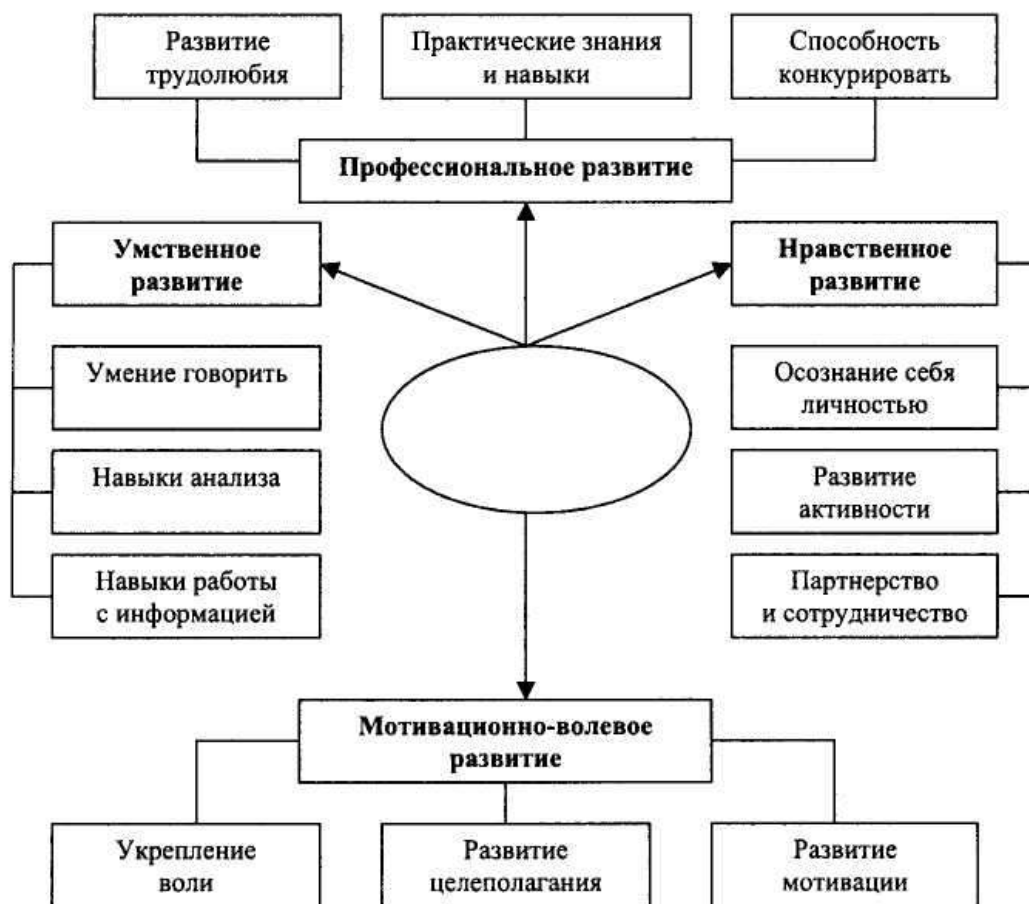 Развитие
трудолюбия
Практические знания
и навыки
Способность
конкурировать
Профессиональное развитие
Умственное
развитие
Нравственное
развитие
Умение говорить
Осознание себя
личностью
Навыки анализа
Развитие
активности
Навыки работы
с информацией
Партнерство
и сотрудничество
Мотивационно-волевое
развитие
Укрепление
воли
Развитие
целеполагания
Развитие
мотивации